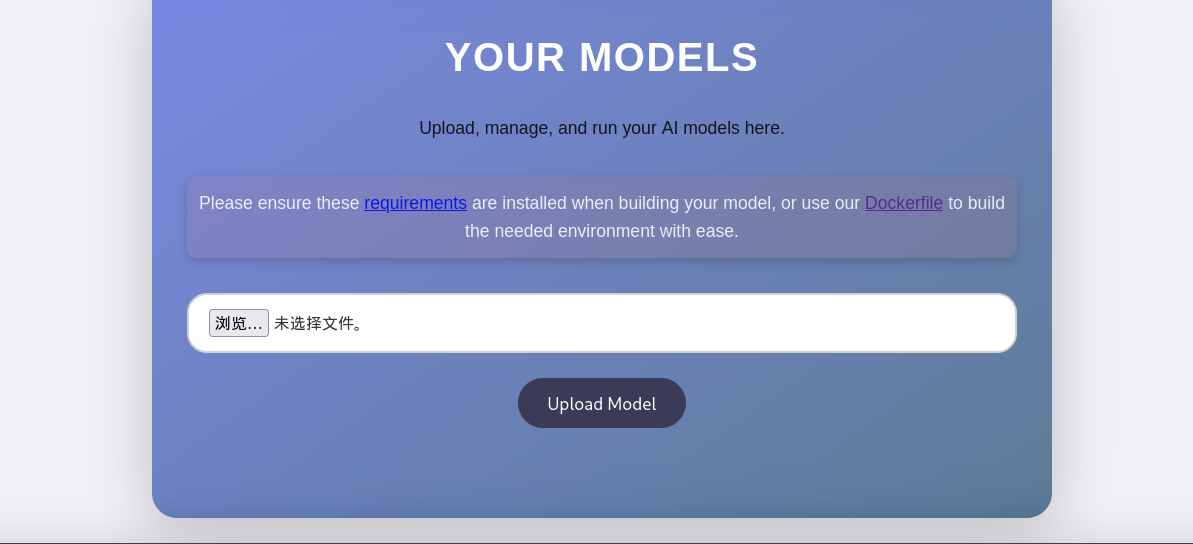 YOUR MODELS
Upload, manage, and run your AI models here.
Please ensure these requirements are installed when building your model, or use our Dockerfile to build
the needed environment with ease.
浏览... 未选择文件。
Upload Model